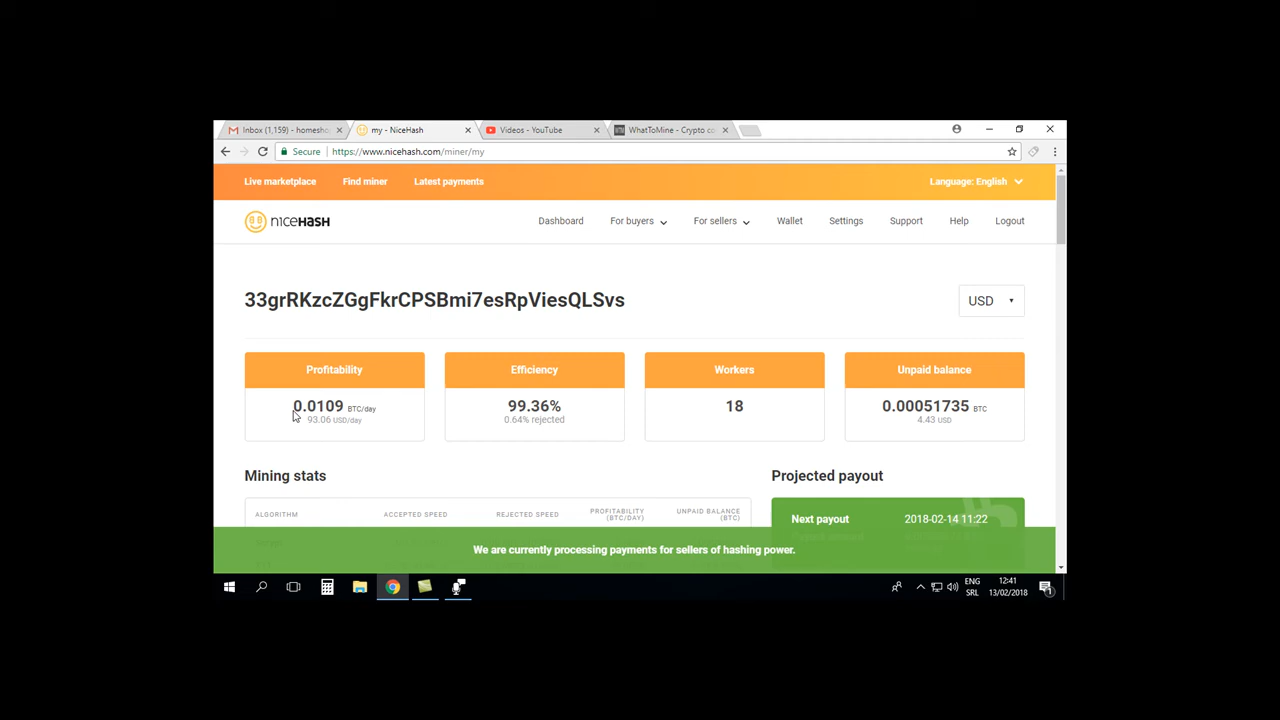 Inbox (1,159) - homesho
my - NiceHash
Videos - YouTube
WhatToMine - Crypto co
Secure
https://www.nicehash.com/miner/my
Live marketplace
Find miner
Latest payments
Language: English
niceHASH
Dashboard
For buyers
For sellers
Wallet
Settings
Support
Help
Logout
33grRKzcZGgFkrCPSBmi7esRpViesQLSvs
USD
Profitability
0.0109 BTC/day
93.06 USD/day
Efficiency
99.36%
0.64% rejected
Workers
18
Unpaid balance
0.00051735 BTC
4.43 USD
Mining stats
Projected payout
ALGORITHM
ACCEPTED SPEED
REJECTED SPEED
PROFITABILITY
(BTC/DAY)
UNPAID BALANCE
(BTC)
Next payout
2018-02-14 11:22
We are currently processing payments for sellers of hashing power.
ENG
SRL
12:41
13/02/2018
1